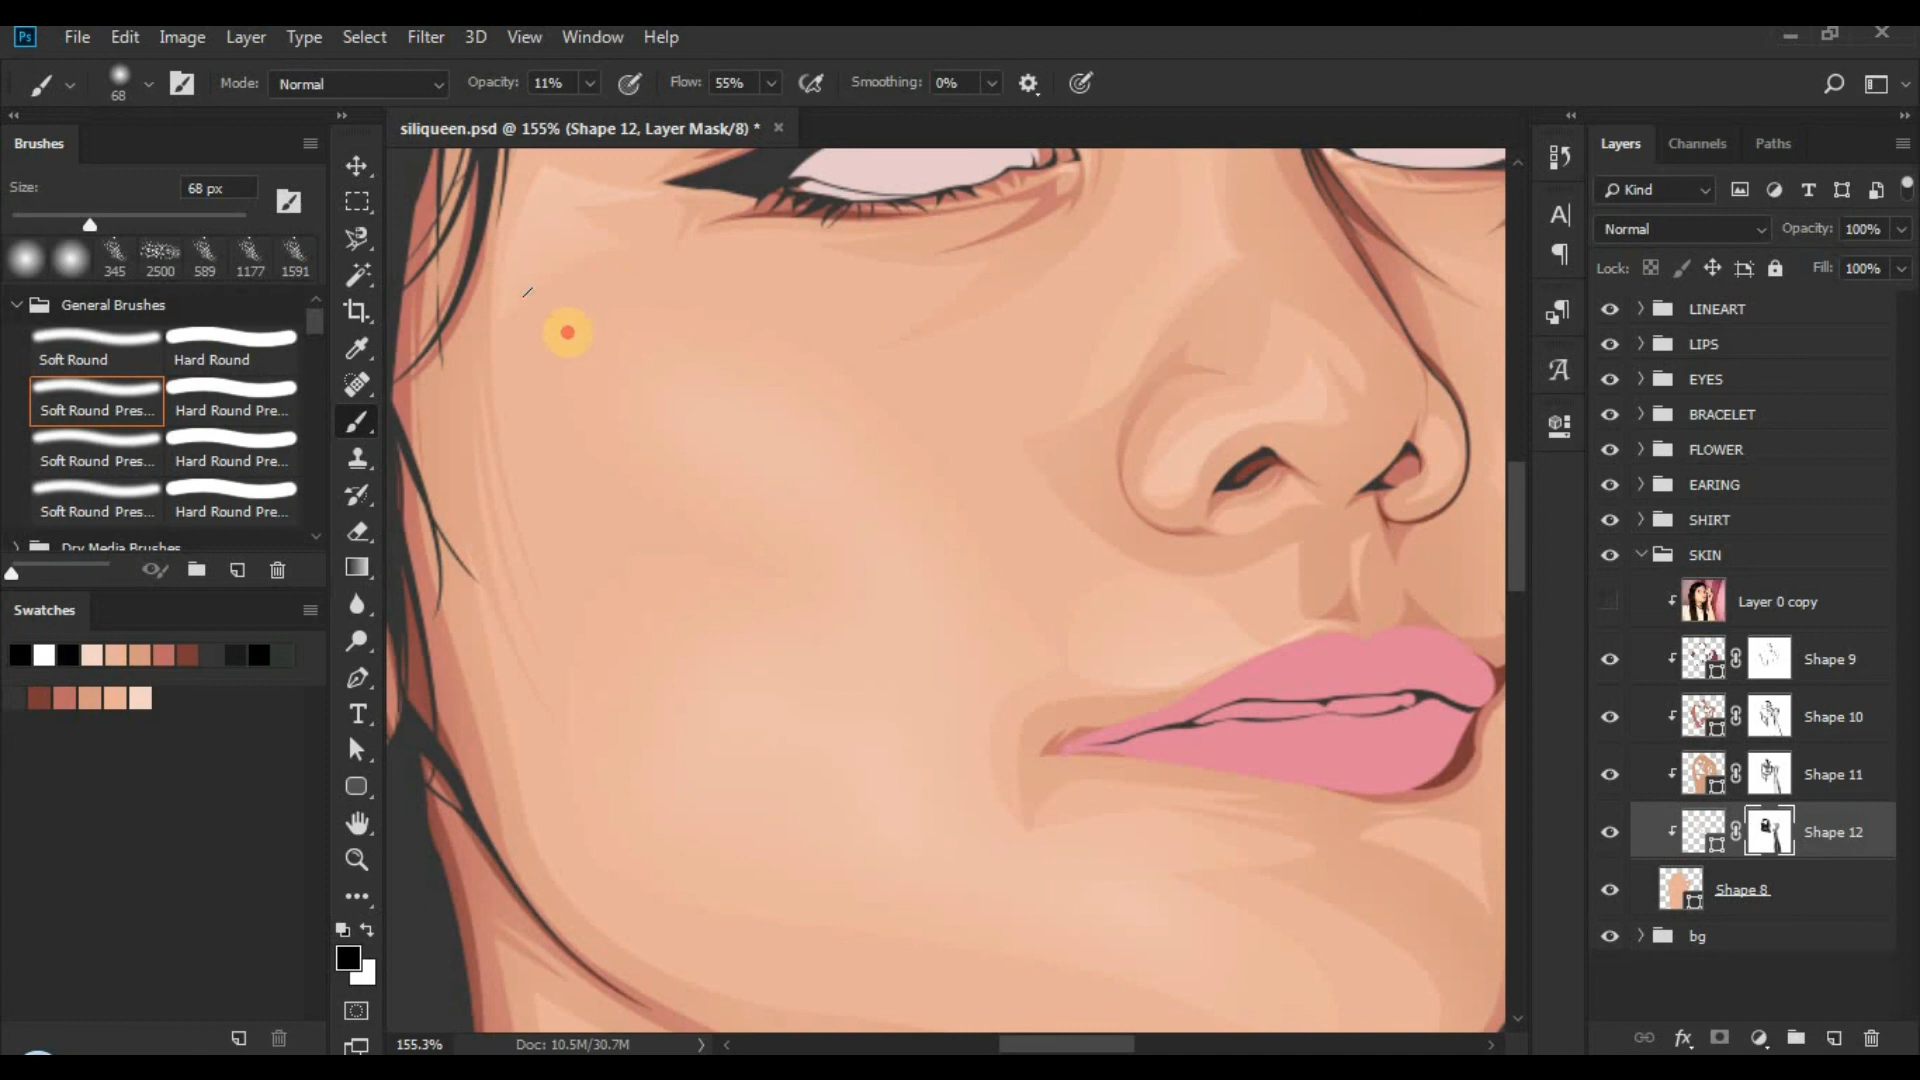 Ps File Edit Image Layer Type Select Filter 3D View Window Help
68 Mode: Normal Opacity: 11% Flow: 55% Smoothing: 0%
siliqueen.psd @ 155% (Shape 12, Layer Mask/8) *
Brushes
Size: 68 px
345 2500 589 1177 1591
General Brushes
Soft Round Hard Round
Soft Round Pres... Hard Round Pre...
Soft Round Pres... Hard Round Pre...
Soft Round Pres... Hard Round Pre...
Dry Media Brushes
Swatches
155.3% Doc: 10.5M/30.7M
Layers Channels Paths
Kind
Normal Opacity: 100%
Lock: Fill: 100%
LINEART
LIPS
EYES
BRACELET
FLOWER
EARING
SHIRT
SKIN
Layer 0 copy
Shape 9
Shape 10
Shape 11
Shape 12
Shape 8
bg